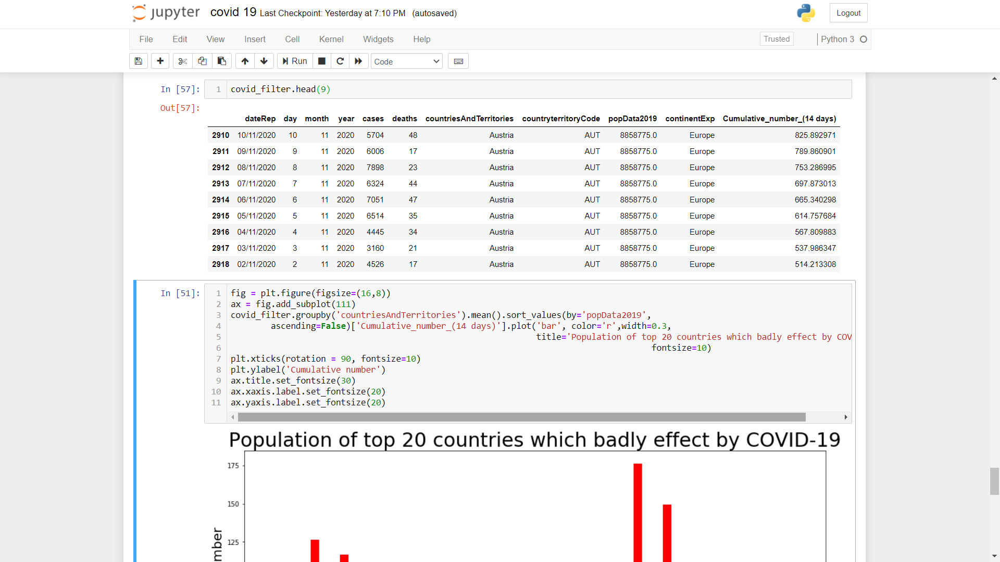 jupyter covid 19 Last Checkpoint: Yesterday at 7:10 PM (autosaved) Logout
File Edit View Insert Cell Kernel Widgets Help Trusted Python 3
Run Code
In [57]: 1 covid_filter.head(9)
Out[57]:
dateRep day month year cases deaths countriesAndTerritories countryterritoryCode popData2019 continentExp Cumulative_number_(14 days)
2910 10/11/2020 10 11 2020 5704 48 Austria AUT 8858775.0 Europe 825.892971
2911 09/11/2020 9 11 2020 6006 17 Austria AUT 8858775.0 Europe 789.860901
2912 08/11/2020 8 11 2020 7898 23 Austria AUT 8858775.0 Europe 753.286995
2913 07/11/2020 7 11 2020 6324 44 Austria AUT 8858775.0 Europe 697.873013
2914 06/11/2020 6 11 2020 7051 47 Austria AUT 8858775.0 Europe 665.340298
2915 05/11/2020 5 11 2020 6514 35 Austria AUT 8858775.0 Europe 614.757684
2916 04/11/2020 4 11 2020 4445 34 Austria AUT 8858775.0 Europe 567.809883
2917 03/11/2020 3 11 2020 3160 21 Austria AUT 8858775.0 Europe 537.986347
2918 02/11/2020 2 11 2020 4526 17 Austria AUT 8858775.0 Europe 514.213308
In [51]: 1 fig = plt.figure(figsize=(16,8))
2 ax = fig.add_subplot(111)
3 covid_filter.groupby('countriesAndTerritories').mean().sort_values(by='popData2019',
4 ascending=False)['Cumulative_number_(14 days)'].plot('bar', color='r',width=0.3,
5 title='Population of top 20 countries which badly effect by COV
6 fontsize=10)
7 plt.xticks(rotation = 90, fontsize=10)
8 plt.ylabel('Cumulative number')
9 ax.title.set_fontsize(30)
10 ax.xaxis.label.set_fontsize(20)
11 ax.yaxis.label.set_fontsize(20)
Population of top 20 countries which badly effect by COVID-19
175
150
125
mber